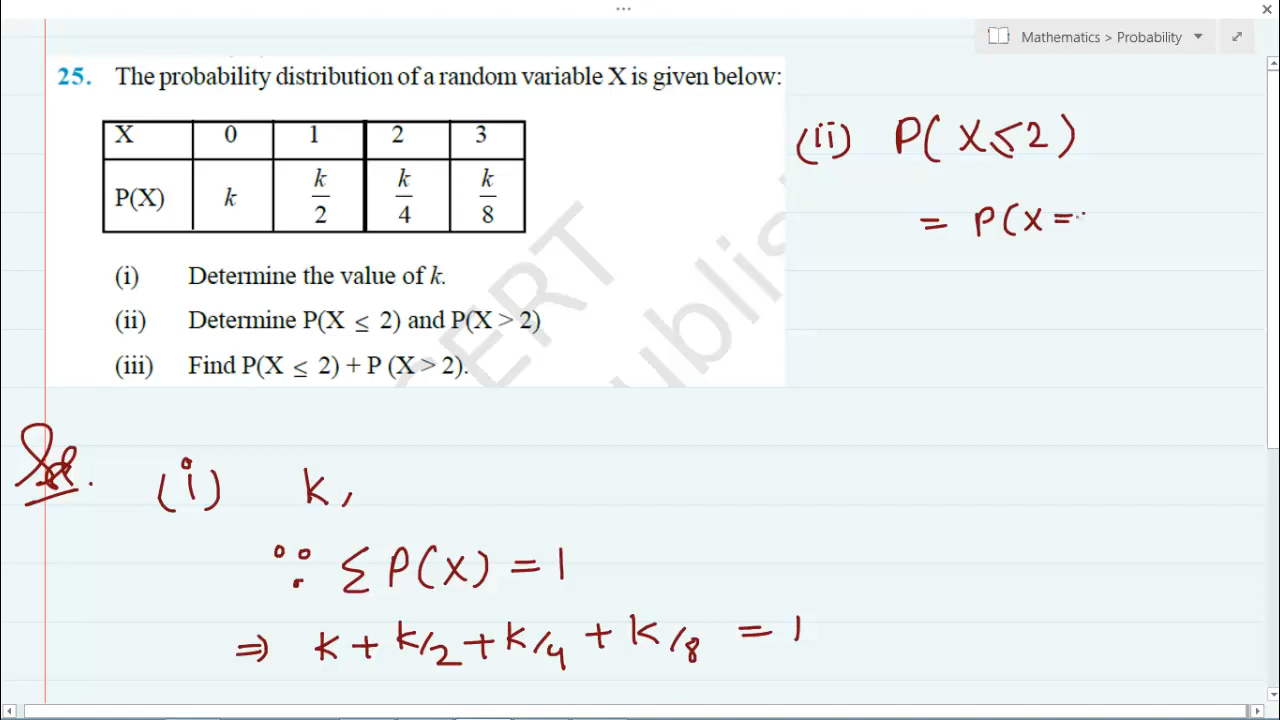 Mathematics > Probability
25. The probability distribution of a random variable X is given below:
X 0 1 2 3
P(X) k k/2 k/4 k/8
(i) Determine the value of k.
(ii) Determine P(X ≤ 2) and P(X > 2)
(iii) Find P(X ≤ 2) + P (X > 2).
(ii) P(X≤2)
= P(X=
Sol.
(i) k,
∵ ΣP(X) = 1
⇒ k + k/2 + k/4 + k/8 = 1